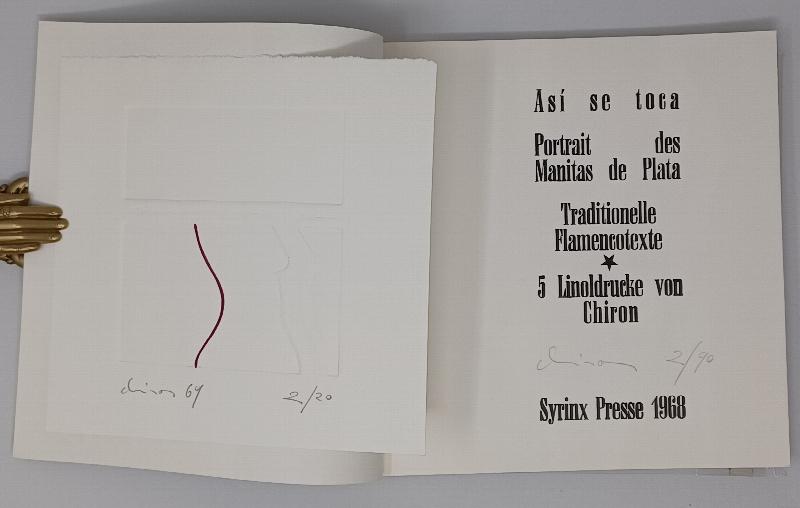 Chiron 69 2/20
Así se toca
Portrait des
Manitas de Plata
Traditionelle
Flamencotexte
5 Linoldrucke von
Chiron
Chiron 2/90
Syrinx Presse 1968